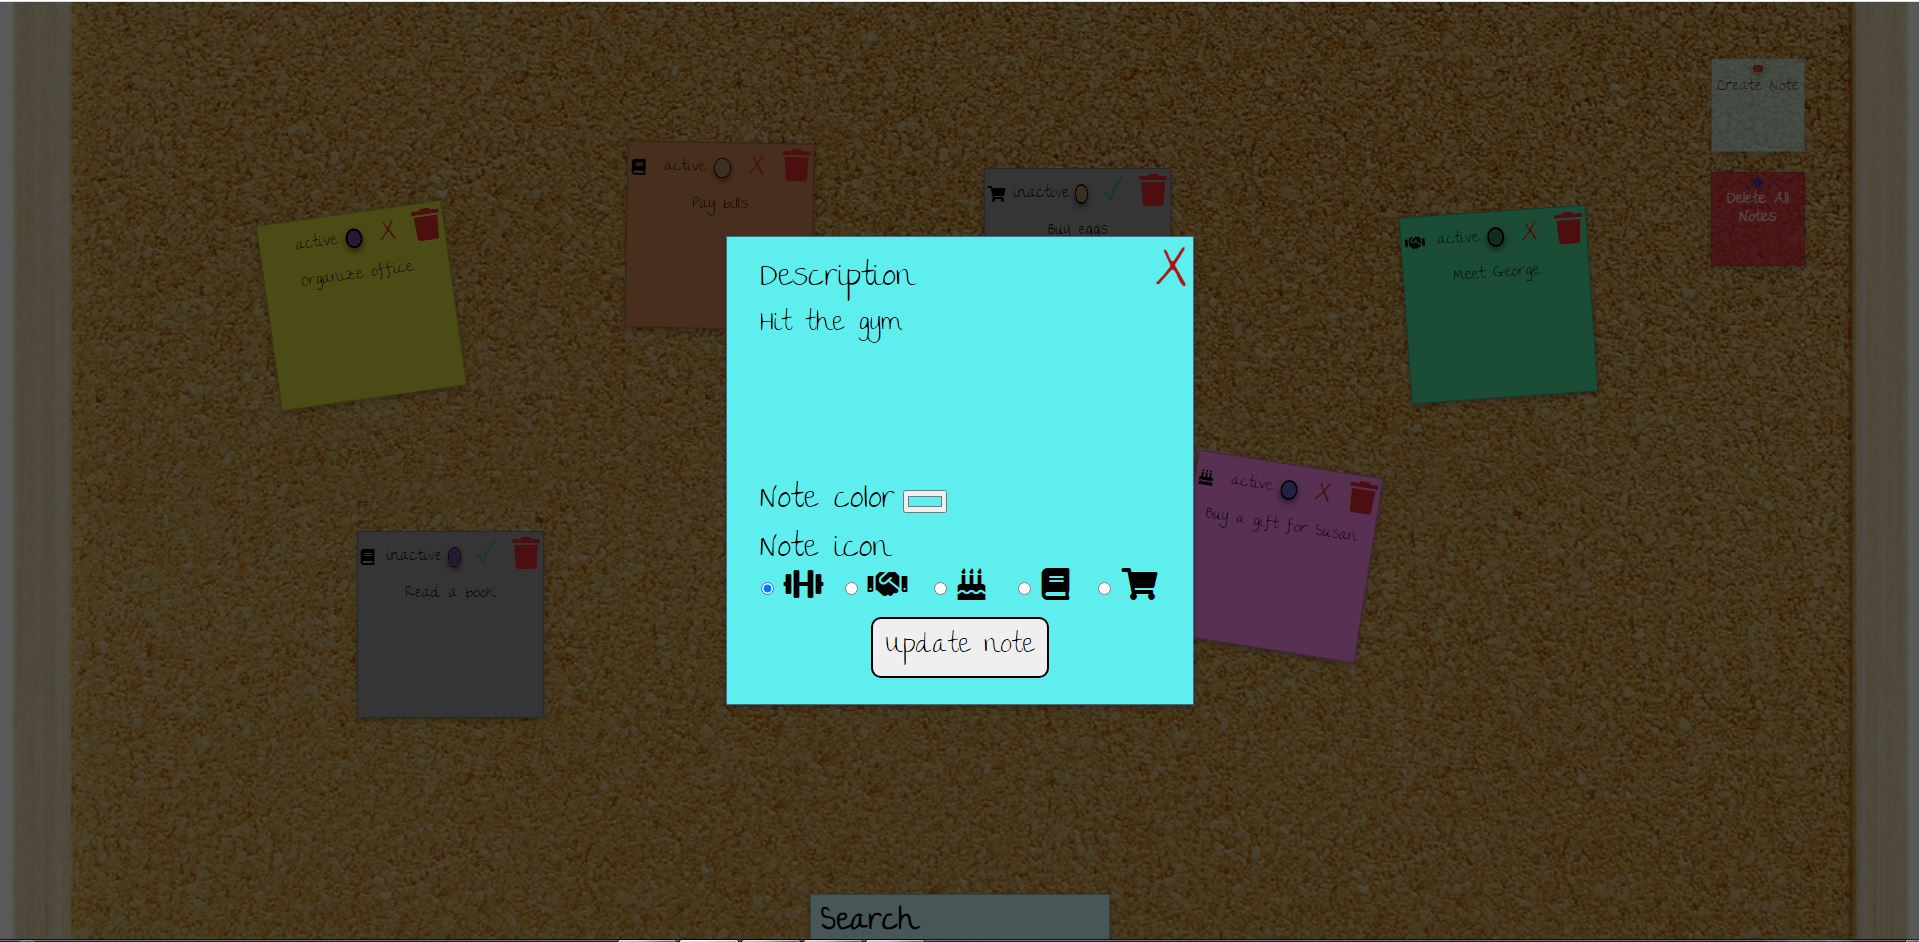 Create Note
Delete All
Notes
active X
Organize office
active X
Pay bills
inactive
Buy eggs
active X
Meet George
Description X
Hit the gym
Note color
Note icon
Update note
active X
Buy a gift for Susan
inactive
Read a book
Search